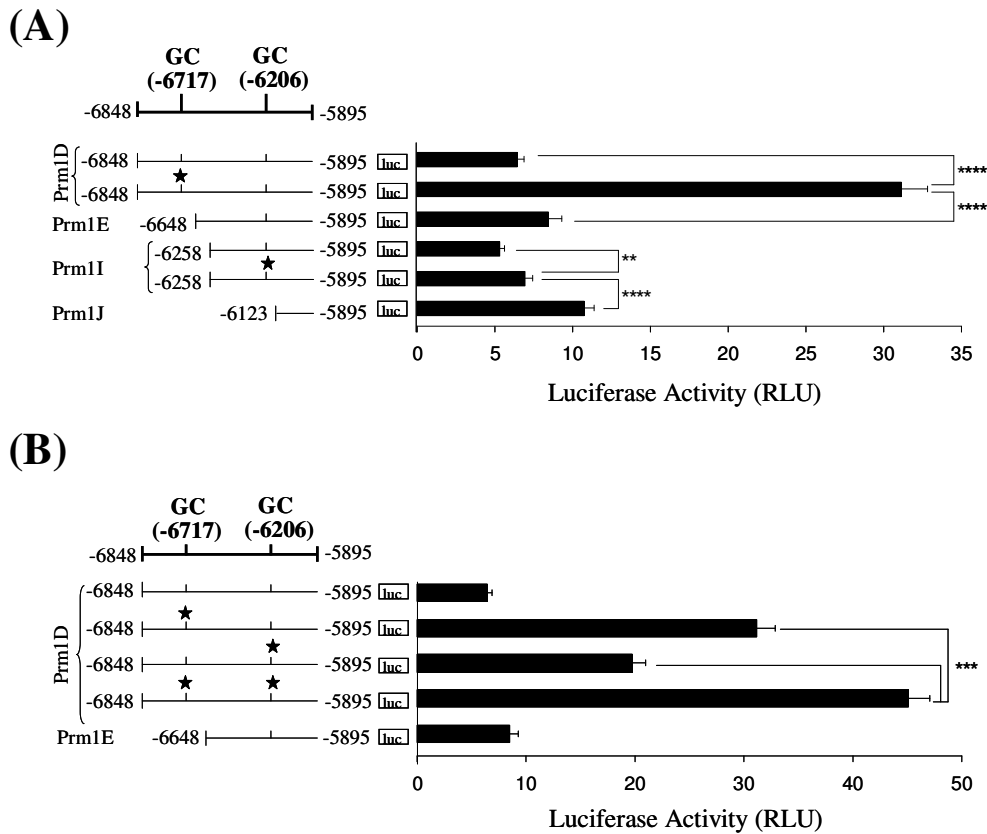 (A)
GC GC
(-6717) (-6206)
-6848 -5895
Prm1D
-6848 -5895 luc
****
★
-6848 -5895 luc
****
Prm1E -6648 -5895 luc
-6258 -5895 luc
**
Prm1I ★
-6258 -5895 luc
****
Prm1J -6123 -5895 luc
0 5 10 15 20 25 30 35
Luciferase Activity (RLU)
(B)
GC GC
(-6717) (-6206)
-6848 -5895
-6848 -5895 luc
★
-6848 -5895 luc
★
Prm1D
-6848 -5895 luc
***
★ ★
-6848 -5895 luc
Prm1E -6648 -5895 luc
0 10 20 30 40 50
Luciferase Activity (RLU)